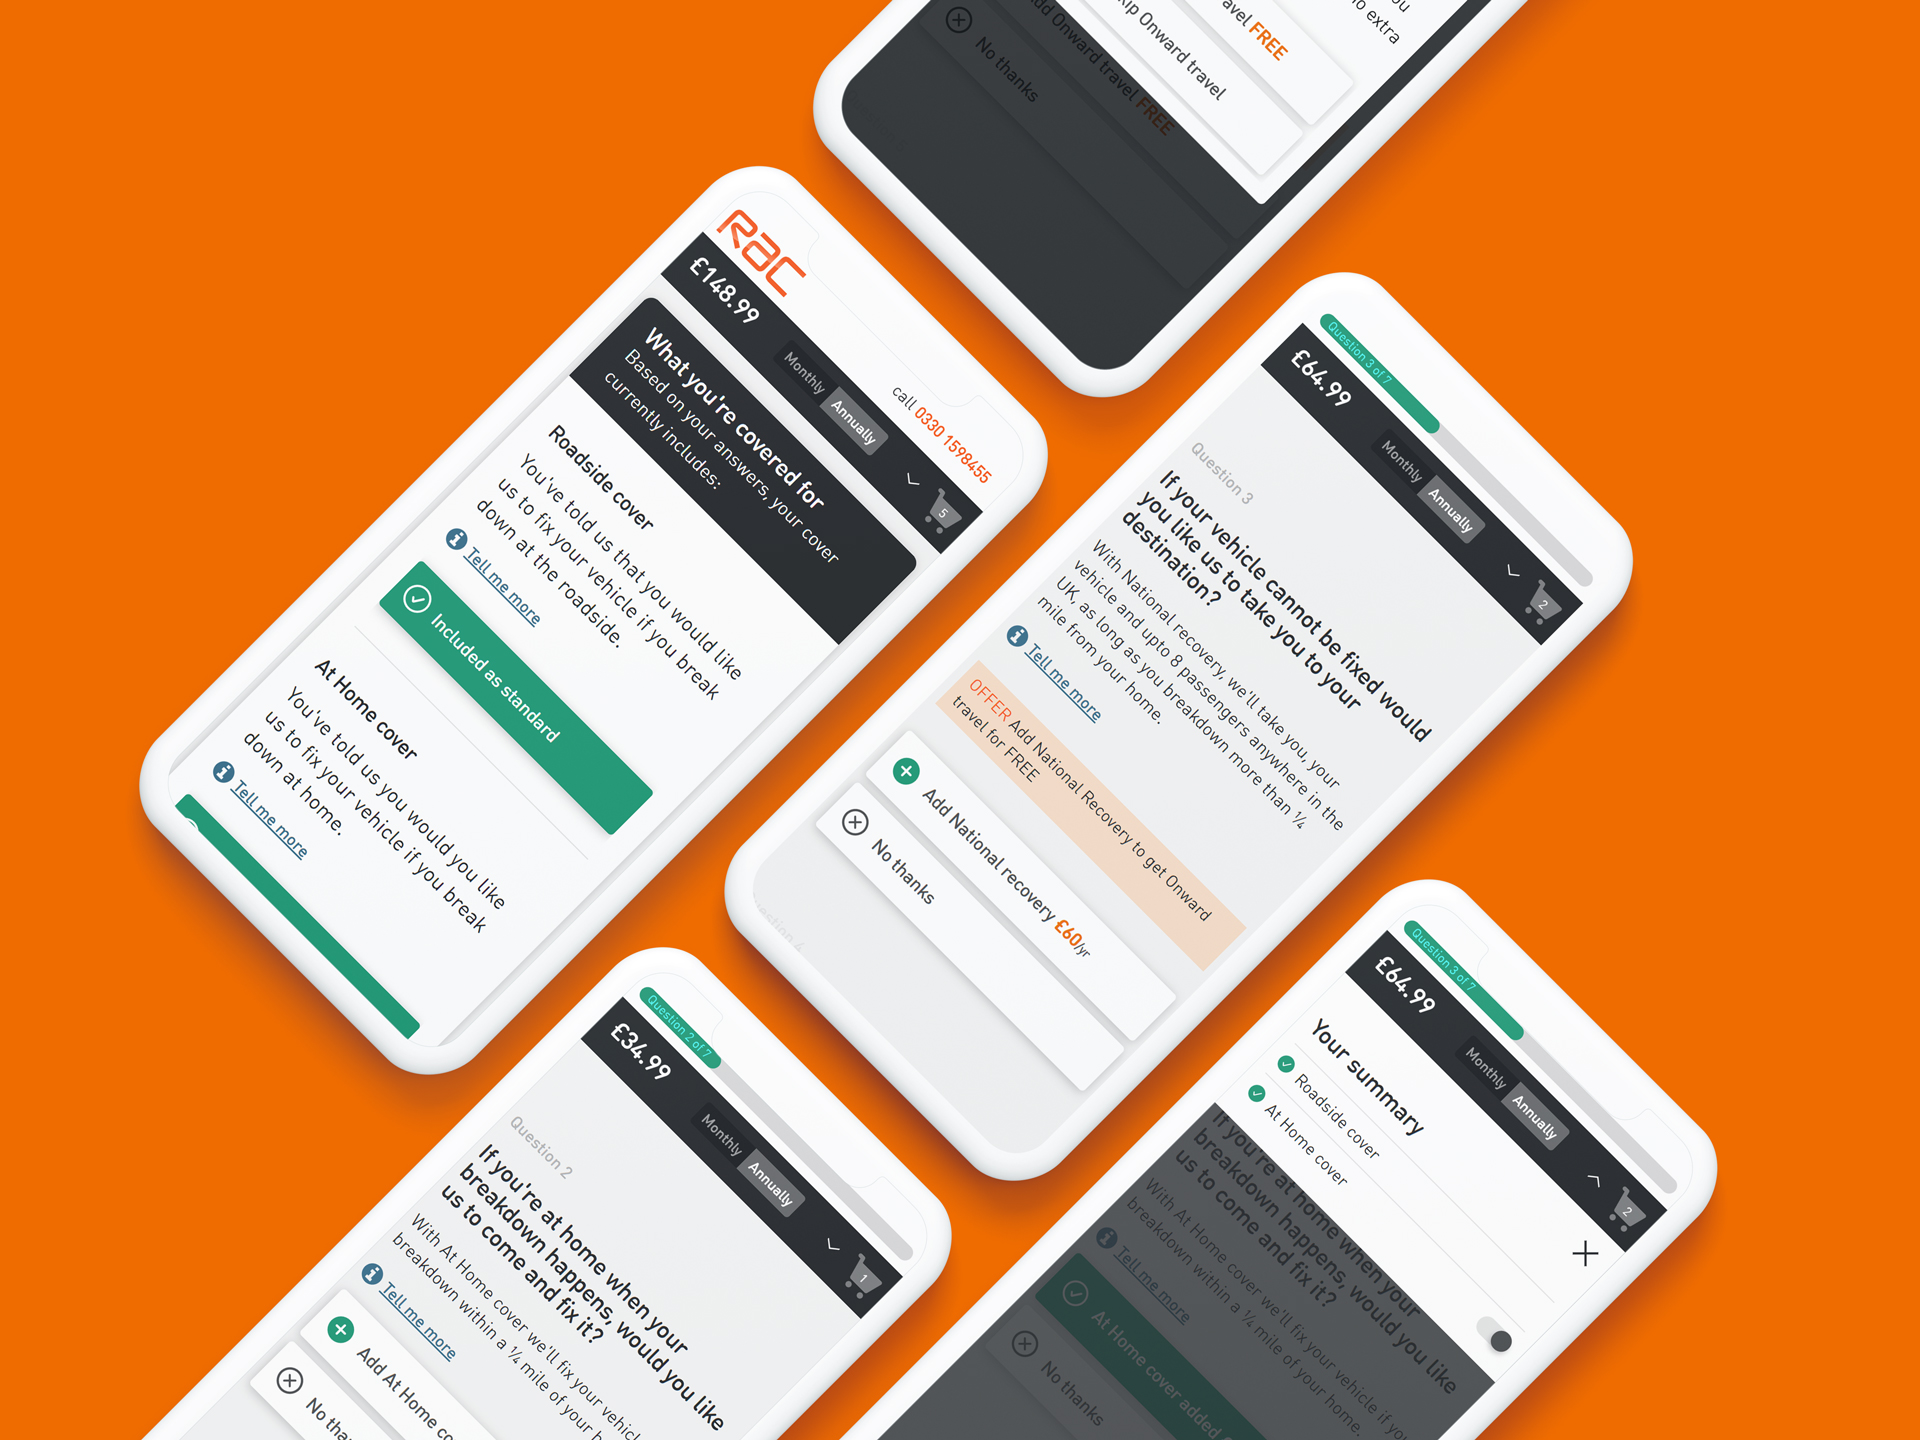 avel FREE
Skip Onward travel
Add Onward travel FREE
No thanks
ou
no extra
RAC
call 0330 1598455
£148.99
Monthly
Annually
5
What you're covered for
Based on your answers, your cover
currently includes:
Roadside cover
You've told us that you would like
us to fix your vehicle if you break
down at the roadside.
Tell me more
Included as standard
At Home cover
You've told us you would you like
us to fix your vehicle if you break
down at home.
Tell me more
Question 3 of 7
£64.99
Monthly
Annually
2
Question 3
If your vehicle cannot be fixed would
you like us to take you to your
destination?
With National recovery, we'll take you, your
vehicle and upto 8 passengers anywhere in the
UK, as long as you breakdown more than ¼
mile from your home.
Tell me more
OFFER Add National Recovery to get Onward
travel for FREE
Add National recovery £60/yr
No thanks
uestion 4
Question 2 of 7
£34.99
Monthly
Annually
1
Question 2
If you're at home when your
breakdown happens, would you like
us to come and fix it?
With At Home cover we'll fix your vehicle
breakdown within a ¼ mile of your h
Tell me more
Add At Home co
No tha
Question 3 of 7
£64.99
Monthly
Annually
2
Your summary
Roadside cover
At Home cover
If you're at home when your
breakdown happens, would you like
us to come and fix it?
With At Home cover we'll fix your vehicle if yo
breakdown within a ¼ mile of your home.
Tell me more
At Home cover added
No thanks